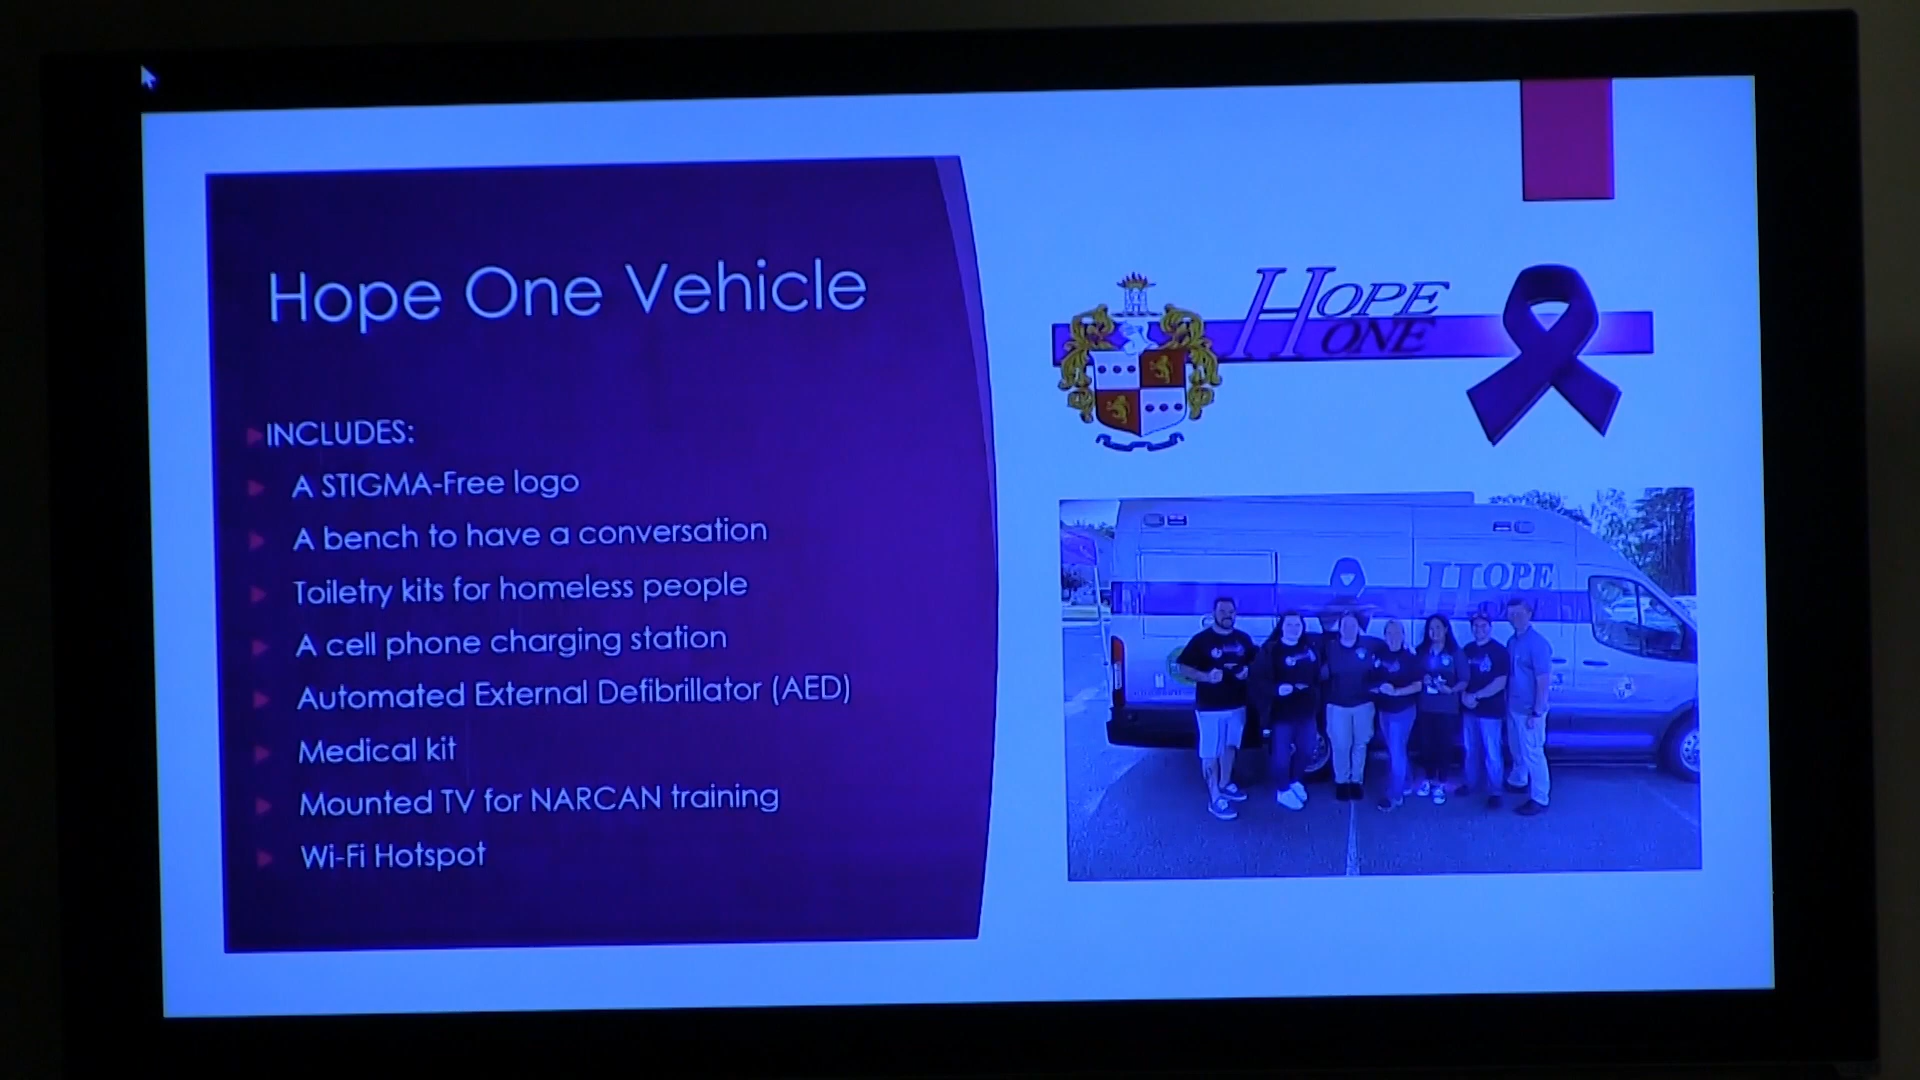 Hope One Vehicle
INCLUDES:
A STIGMA-Free logo
A bench to have a conversation
Toiletry kits for homeless people
A cell phone charging station
Automated External Defibrillator (AED)
Medical kit
Mounted TV for NARCAN training
Wi-Fi Hotspot
HOPE
ONE
HOPE